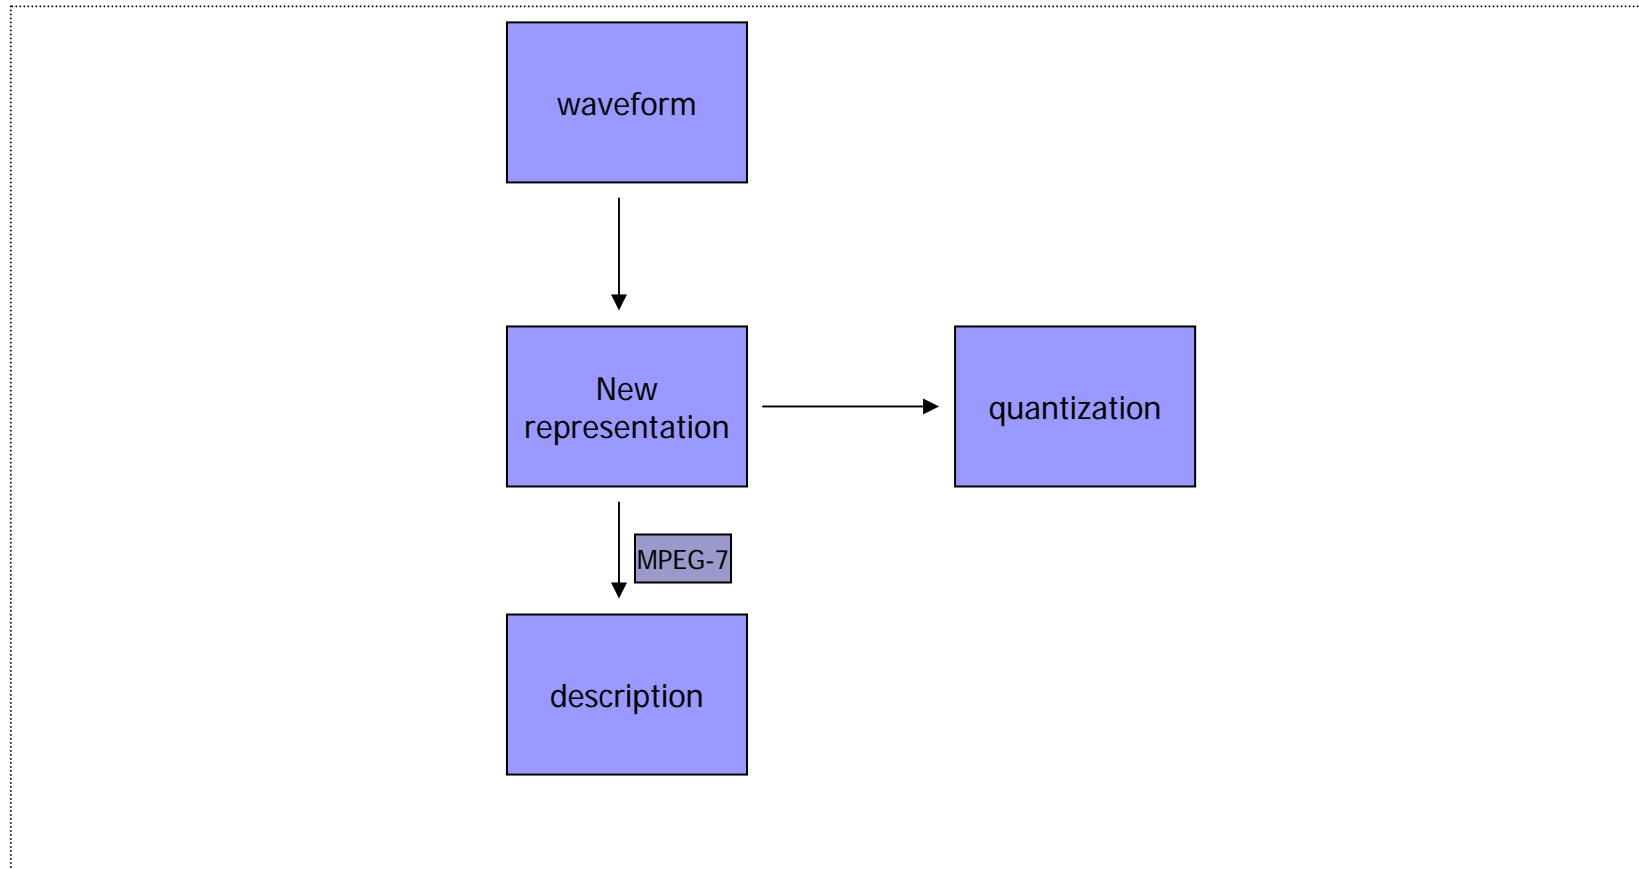 waveform
New
representation
quantization
MPEG-7
description